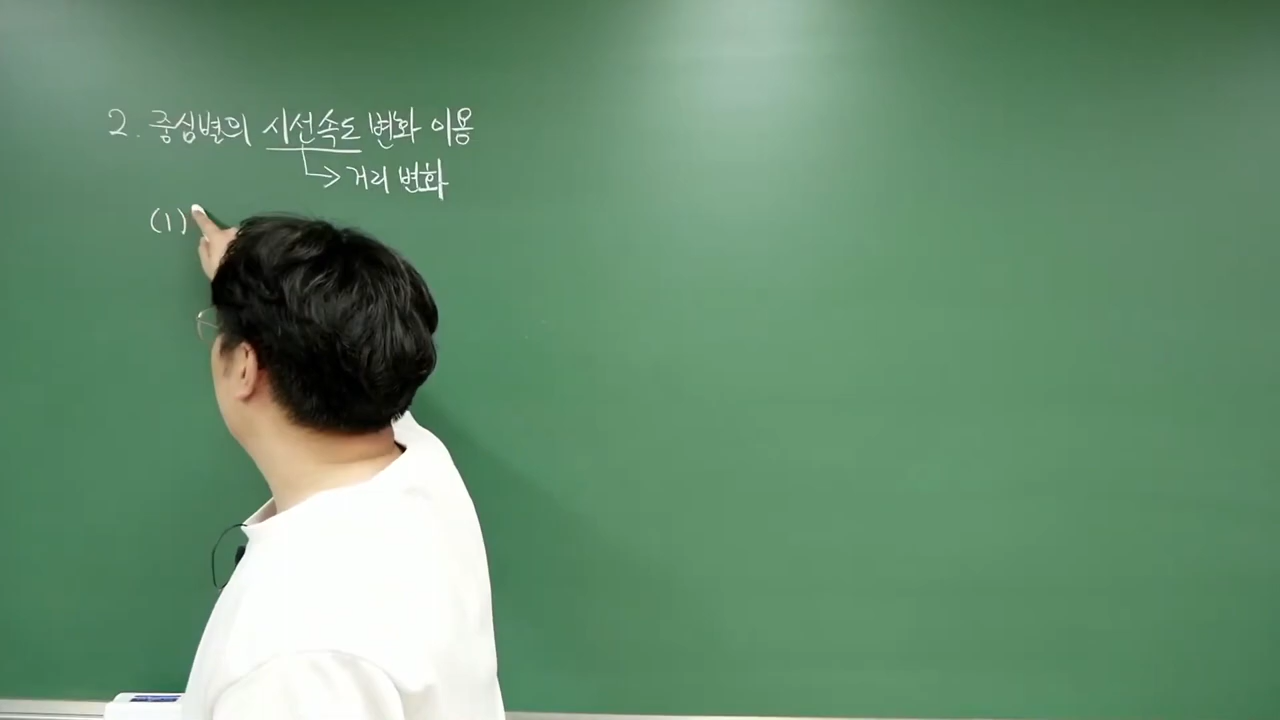 2. 중심별의 시선속도 변화 이용
→ 거리 변화
(1)